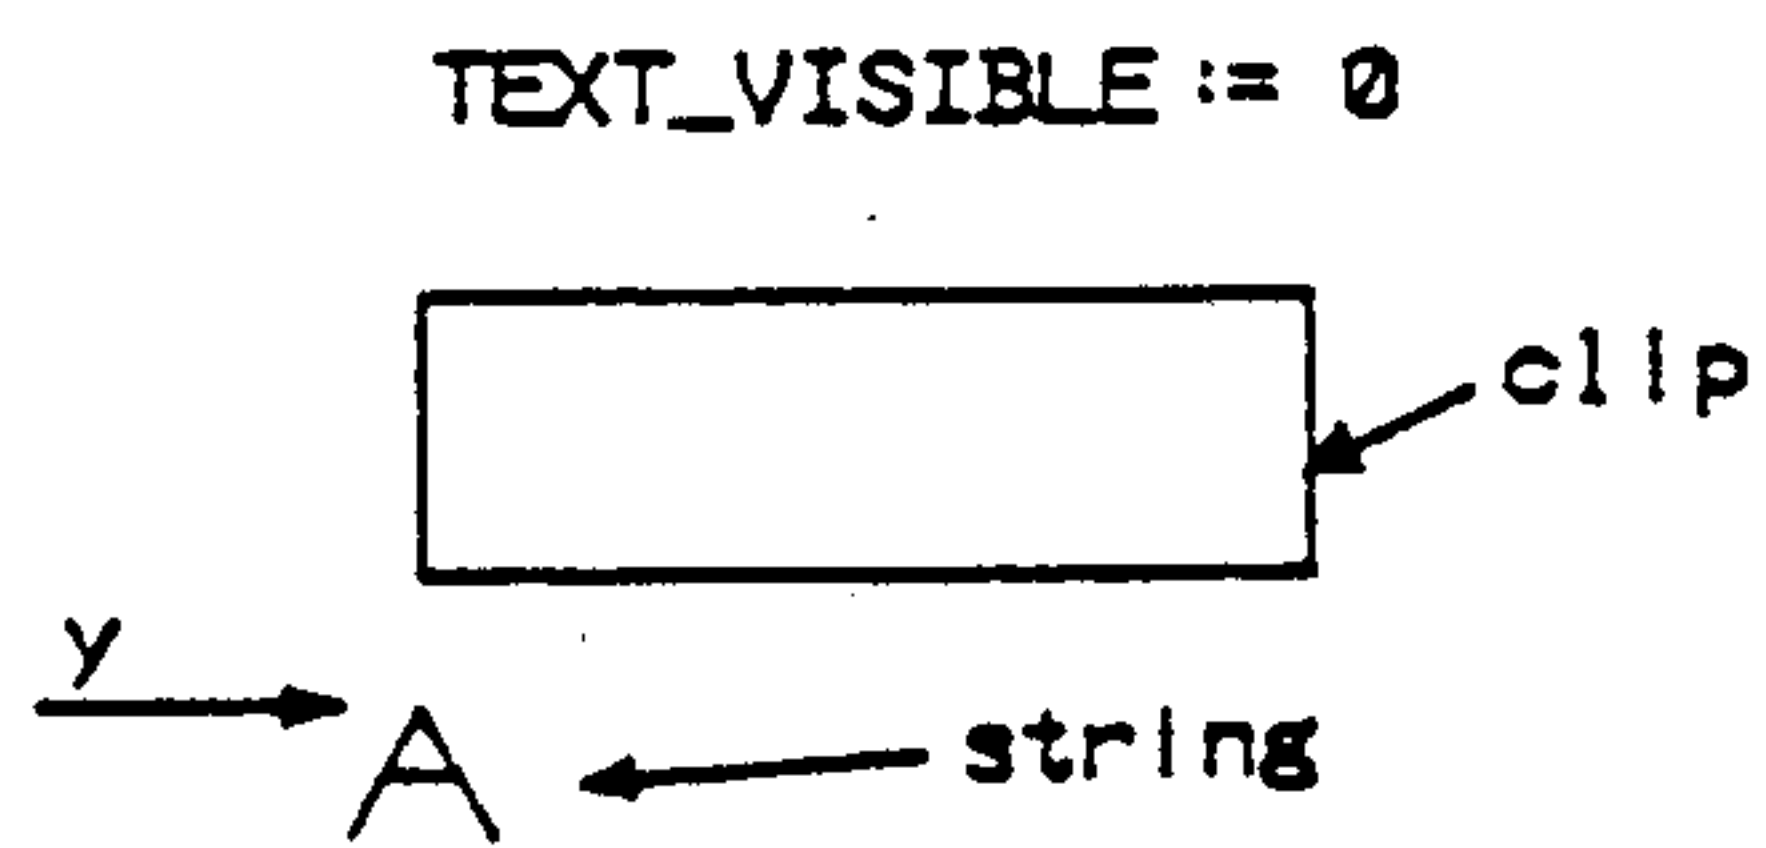 TEXT_VISIBLE := 0
clip
y
A
string